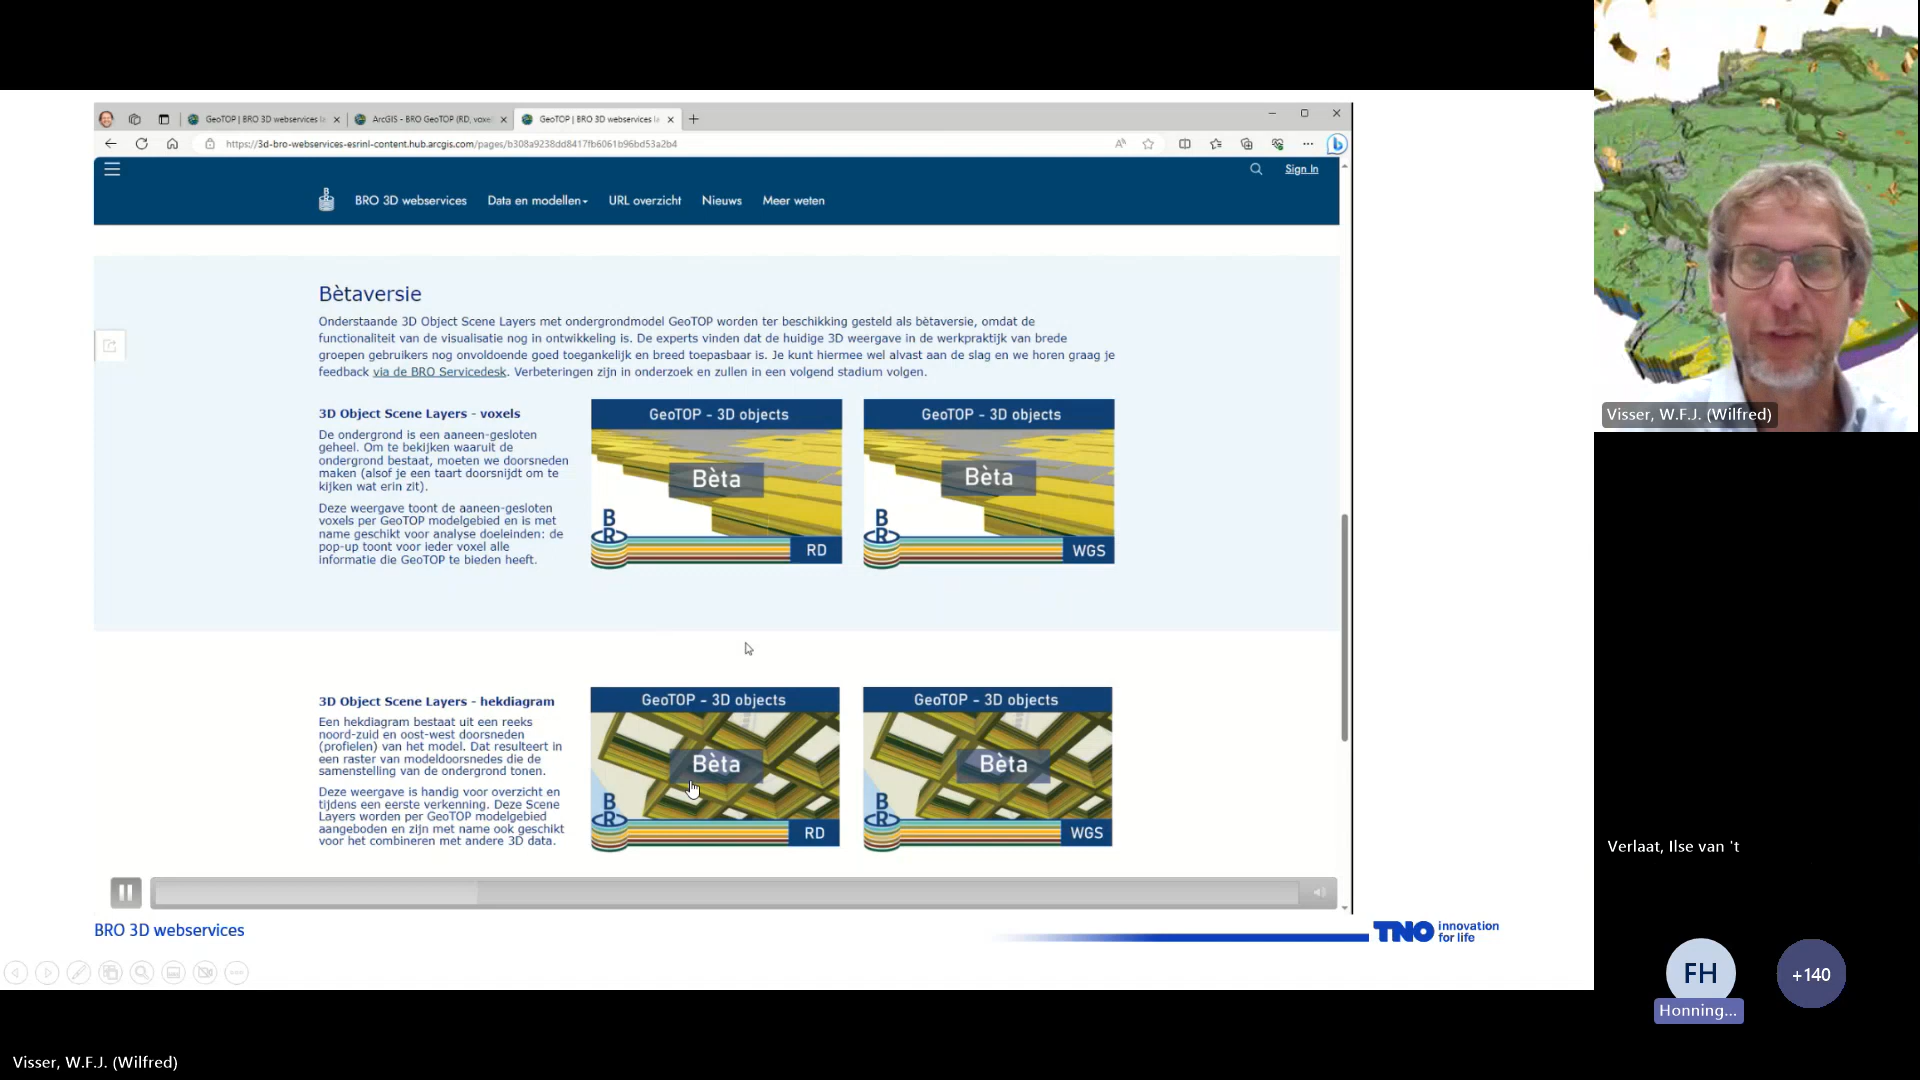 GeoTOP | BRO 3D webservices la
ArcGIS - BRO GeoTOP (RD, voxe
GeoTOP | BRO 3D webservices la
https://3d-bro-webservices-esrinl-content.hub.arcgis.com/pages/b308a9238dd8417fb6061b96bd53a2b4
Sign In
BRO 3D webservices
Data en modellen
URL overzicht
Nieuws
Meer weten
Bètaversie
Onderstaande 3D Object Scene Layers met ondergrondmodel GeoTOP worden ter beschikking gesteld als bètaversie, omdat de
functionaliteit van de visualisatie nog in ontwikkeling is. De experts vinden dat de huidige 3D weergave in de werkpraktijk van brede
groepen gebruikers nog onvoldoende goed toegankelijk en breed toepasbaar is. Je kunt hiermee wel alvast aan de slag en we horen graag je
feedback via de BRO Servicedesk. Verbeteringen zijn in onderzoek en zullen in een volgend stadium volgen.
3D Object Scene Layers - voxels
De ondergrond is een aaneen-gesloten
geheel. Om te bekijken waaruit de
ondergrond bestaat, moeten we doorsneden
maken (alsof je een taart doorsnijdt om te
kijken wat erin zit).
Deze weergave toont de aaneen-gesloten
voxels per GeoTOP modelgebied en is met
name geschikt voor analyse doeleinden: de
pop-up toont voor ieder voxel alle
informatie die GeoTOP te bieden heeft.
GeoTOP - 3D objects
Bèta
BR
RD
GeoTOP - 3D objects
Bèta
BR
WGS
3D Object Scene Layers - hekdiagram
Een hekdiagram bestaat uit een reeks
noord-zuid en oost-west doorsneden
(profielen) van het model. Dat resulteert in
een raster van modeldoorsnedes die de
samenstelling van de ondergrond tonen.
Deze weergave is handig voor overzicht en
tijdens een eerste verkenning. Deze Scene
Layers worden per GeoTOP modelgebied
aangeboden en zijn met name ook geschikt
voor het combineren met andere 3D data.
GeoTOP - 3D objects
Bèta
BR
RD
GeoTOP - 3D objects
Bèta
BR
WGS
BRO 3D webservices
TNO innovation
for life
Visser, W.F.J. (Wilfred)
Verlaat, Ilse van 't
FH
+140
Honning...
Visser, W.F.J. (Wilfred)